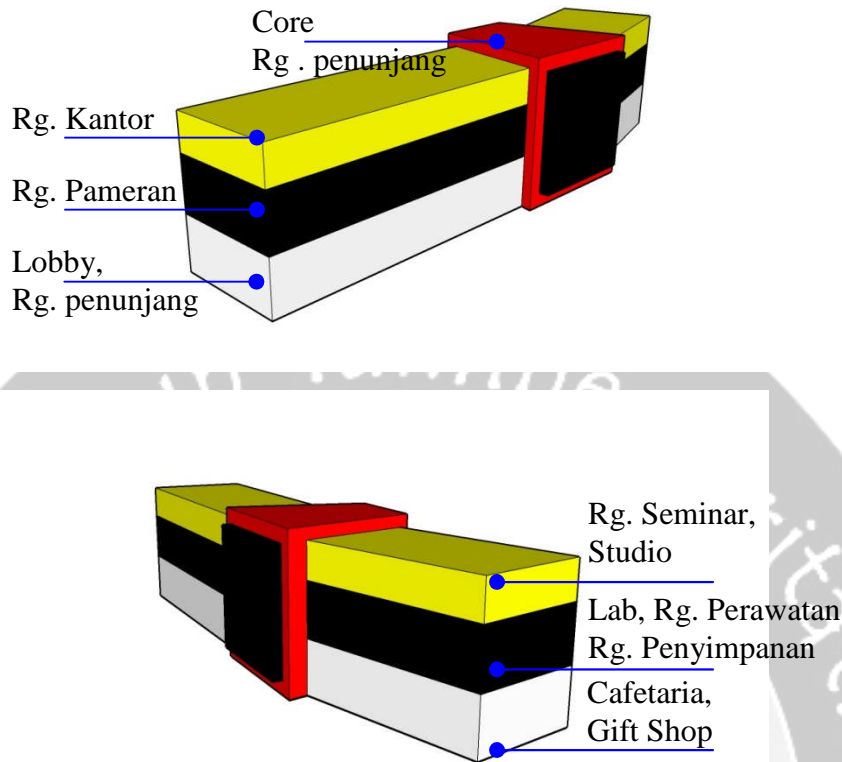 Core
Rg . penunjang
Rg. Kantor
Rg. Pameran
Lobby,
Rg. penunjang
Rg. Seminar,
Studio
Lab, Rg. Perawatan
Rg. Penyimpanan
Cafetaria,
Gift Shop